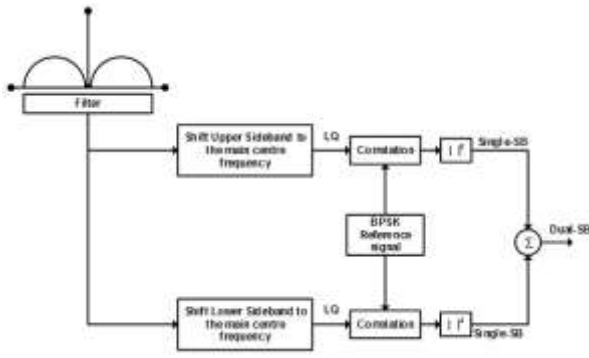 Filter
Shift Upper Sideband to
the main centre
frequency
I,Q
Correlation
| |²
Single-SB
BPSK
Reference
signal
Σ
Dual-SB
Shift Lower Sideband to
the main centre
frequency
I,Q
Correlation
| |²
Single-SB